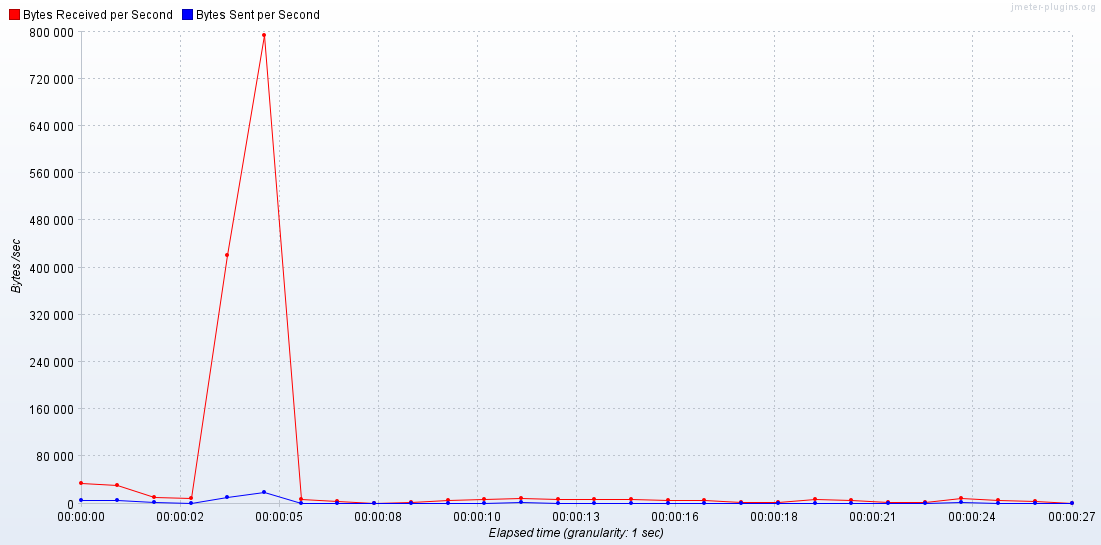 jmeter-plugins.org
Bytes Received per Second Bytes Sent per Second
800 000
720 000
640 000
560 000
480 000
400 000
320 000
240 000
160 000
80 000
0
Bytes /sec
00:00:00 00:00:02 00:00:05 00:00:08 00:00:10 00:00:13 00:00:16 00:00:18 00:00:21 00:00:24 00:00:27
Elapsed time (granularity: 1 sec)